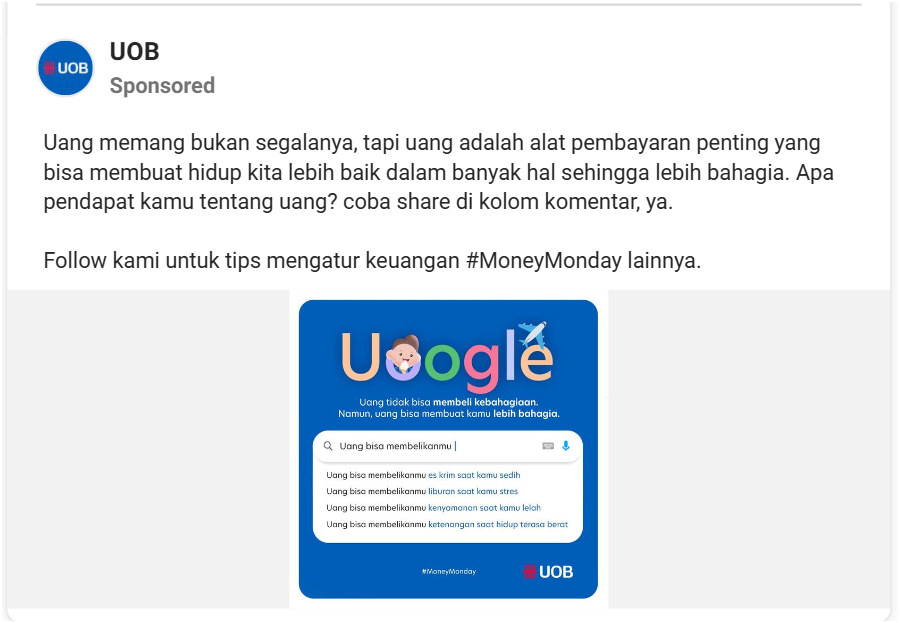 UOB
UOB
Sponsored
Uang memang bukan segalanya, tapi uang adalah alat pembayaran penting yang
bisa membuat hidup kita lebih baik dalam banyak hal sehingga lebih bahagia. Apa
pendapat kamu tentang uang? coba share di kolom komentar, ya.
Follow kami untuk tips mengatur keuangan #MoneyMonday lainnya.
Uoogle
Uang tidak bisa membeli kebahagiaan.
Namun, uang bisa membuat kamu lebih bahagia.
Uang bisa membelikanmu |
Uang bisa membelikanmu es krim saat kamu sedih
Uang bisa membelikanmu liburan saat kamu stres
Uang bisa membelikanmu kenyamanan saat kamu lelah
Uang bisa membelikanmu ketenangan saat hidup terasa berat
#MoneyMonday
UOB